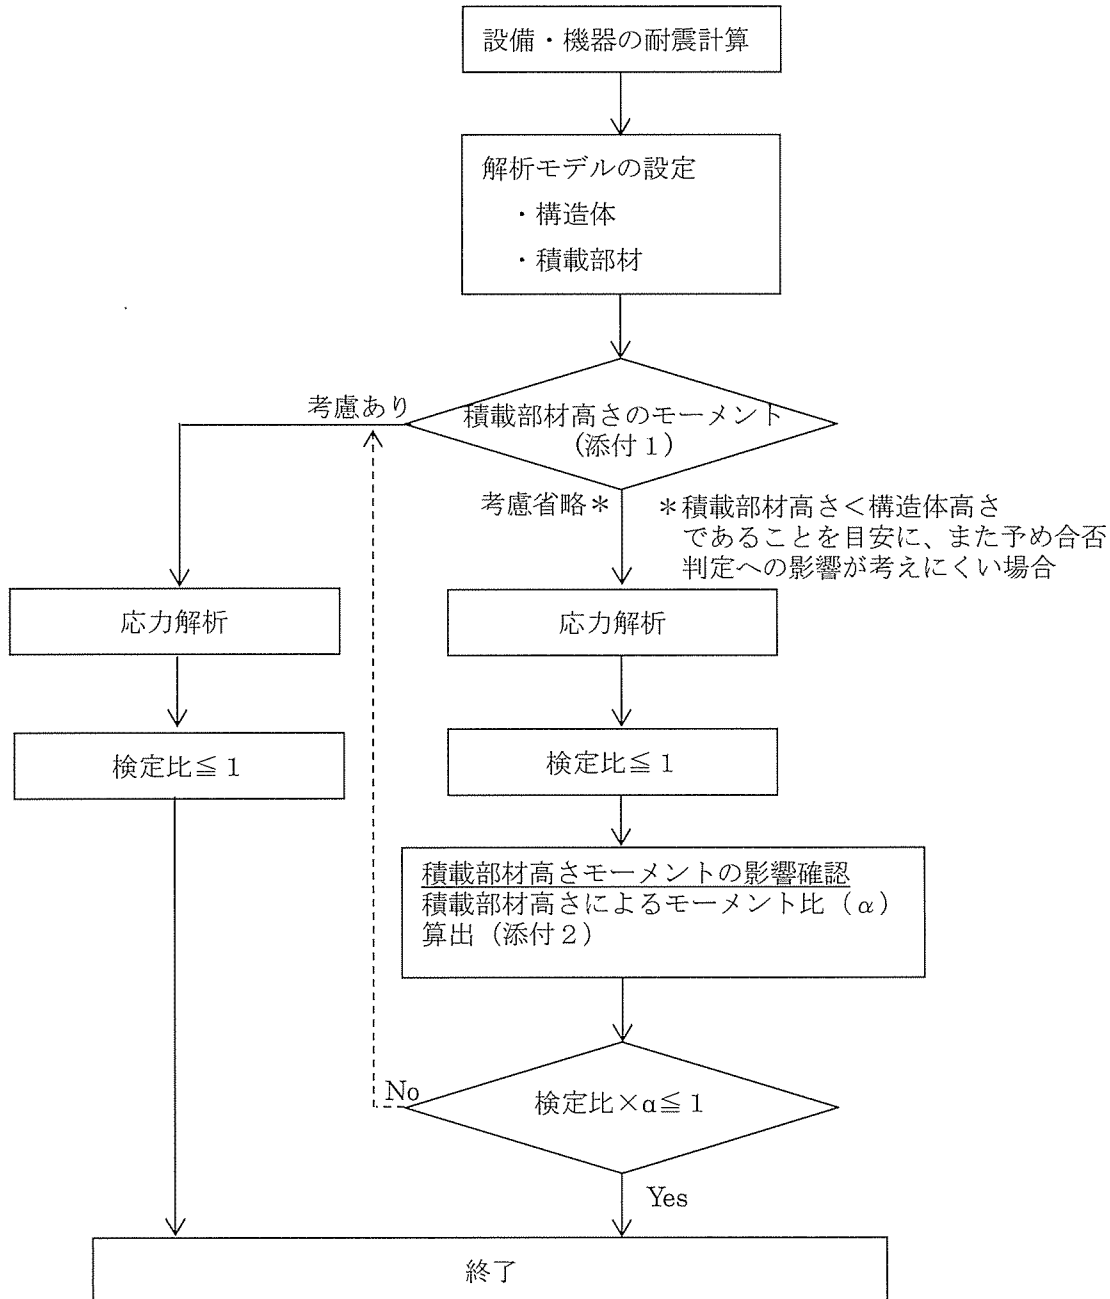 設備・機器の耐震計算
解析モデルの設定
・構造体
・積載部材
考慮あり
積載部材高さのモーメント
(添付１)
考慮省略＊
＊積載部材高さ＜構造体高さ
であることを目安に、また予め合否
判定への影響が考えにくい場合
応力解析
応力解析
検定比≦１
検定比≦１
積載部材高さモーメントの影響確認
積載部材高さによるモーメント比（α）
算出（添付２）
No
検定比×α≦１
Yes
終了